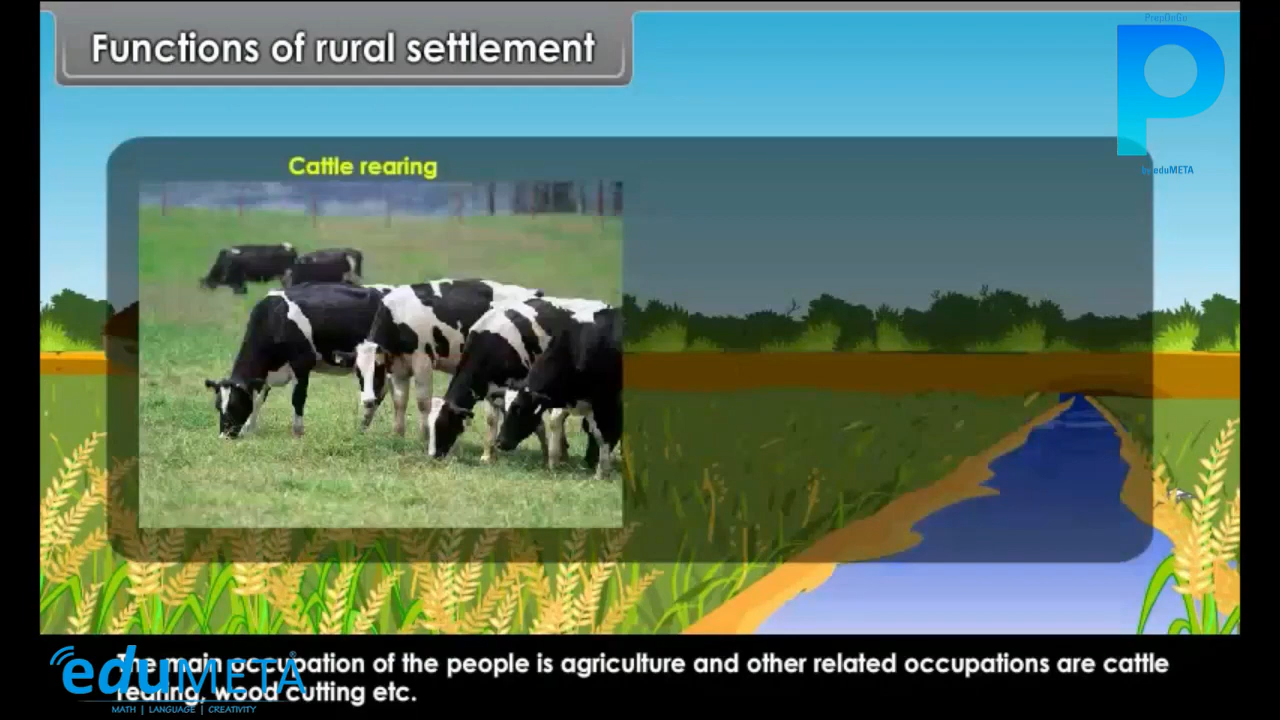 Functions of rural settlement
PrepOnGo
P
by eduMETA
Cattle rearing
The main occupation of the people is agriculture and other related occupations are cattle
rearing, wood cutting etc.
eduMETA®
MATH | LANGUAGE | CREATIVITY